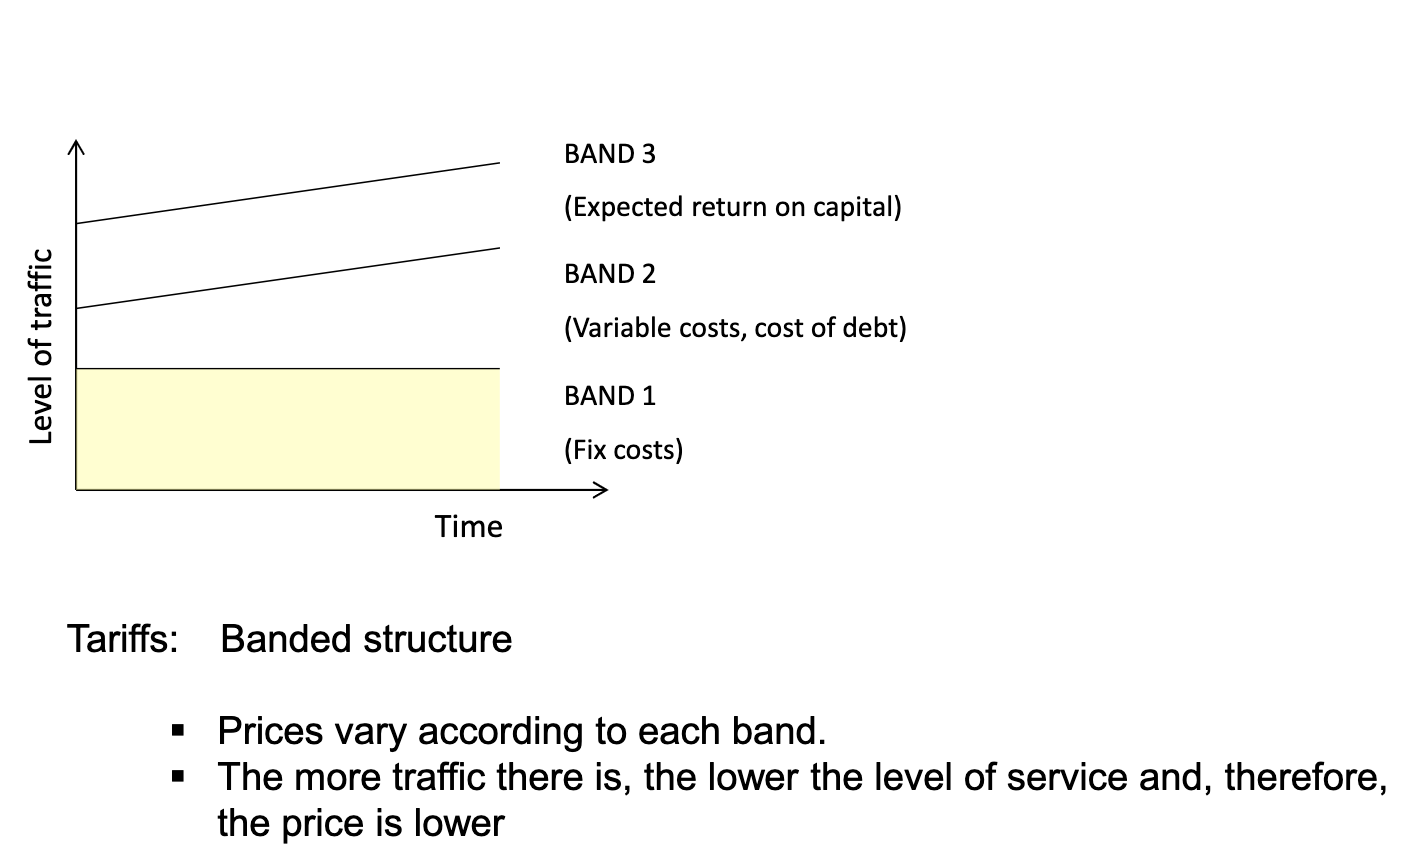 BAND 3
(Expected return on capital)
BAND 2
(Variable costs, cost of debt)
BAND 1
(Fix costs)
Level of traffic
Time
Tariffs: Banded structure
▪ Prices vary according to each band.
▪ The more traffic there is, the lower the level of service and, therefore,
the price is lower